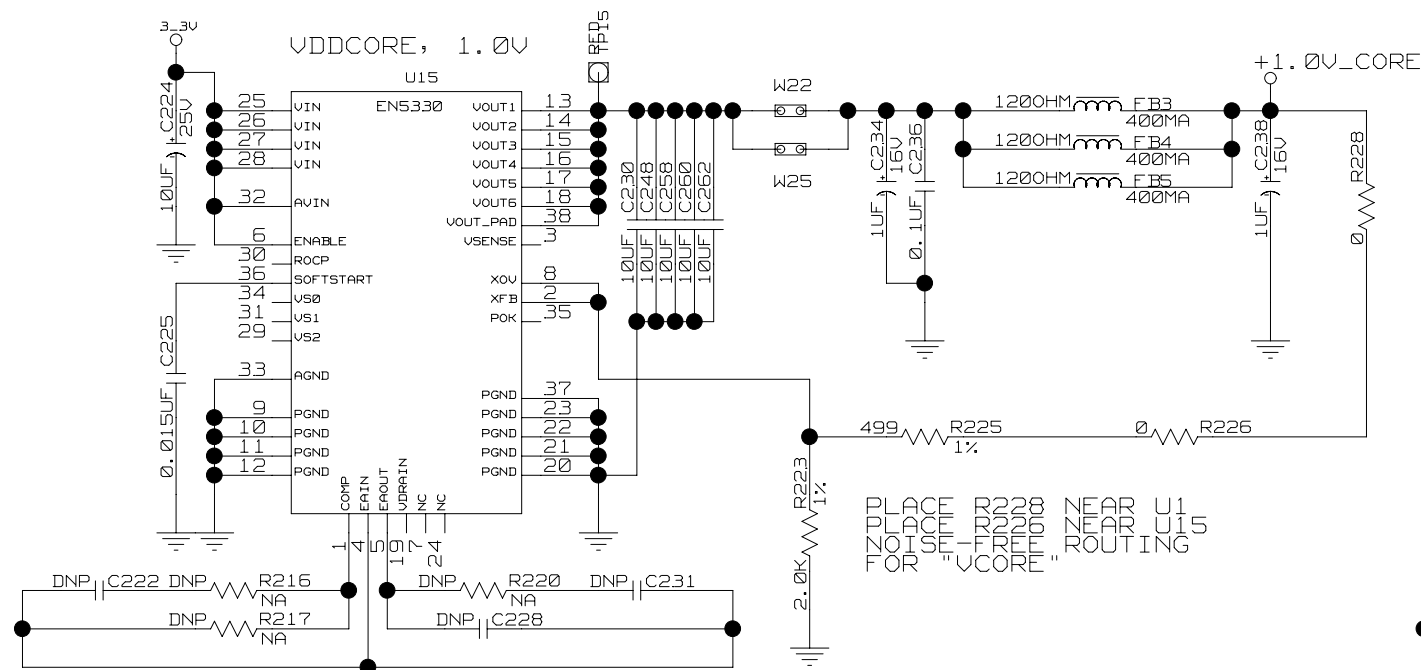 3_3V
VDDCORE, 1.0V
RED
TP15
+1.0V_CORE
U15
EN5330
C224
25V
10UF
25 VIN
26 VIN
27 VIN
28 VIN
32 AVIN
6 ENABLE
30 ROCP
36 SOFTSTART
34 VS0
31 VS1
29 VS2
33 AGND
9 PGND
10 PGND
11 PGND
12 PGND
VOUT1 13
VOUT2 14
VOUT3 15
VOUT4 16
VOUT5 17
VOUT6 18
VOUT_PAD 38
VSENSE 3
XOV 8
XFB 2
POK 35
PGND 37
PGND 23
PGND 22
PGND 21
PGND 20
COMP 1
EAIN 4
EAOUT 5
VDRAIN 19
NC 7
NC 24
C225
0.015UF
C230
10UF
C248
10UF
C258
10UF
C260
10UF
C262
10UF
W22
W25
C234
16V
1UF
C236
0.1UF
120OHM FB3
400MA
120OHM FB4
400MA
120OHM FB5
400MA
C238
16V
1UF
R228
0
499 R225
1%
0 R226
R223
1%
2.0K
PLACE R228 NEAR U1
PLACE R226 NEAR U15
NOISE-FREE ROUTING
FOR "VCORE"
DNP C222 DNP R216
NA
DNP R217
NA
DNP R220 DNP C231
NA
DNP C228